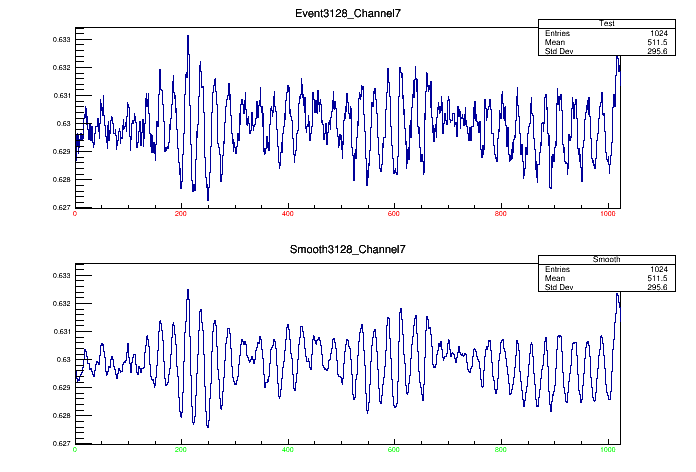 Event3128_Channel7
Test
Entries 1024
Mean 511.5
Std Dev 295.6
0.633
0.632
0.631
0.63
0.629
0.628
0.627
0 200 400 600 800 1000
Smooth3128_Channel7
Smooth
Entries 1024
Mean 511.5
Std Dev 295.6
0.633
0.632
0.631
0.63
0.629
0.628
0.627
0 200 400 600 800 1000